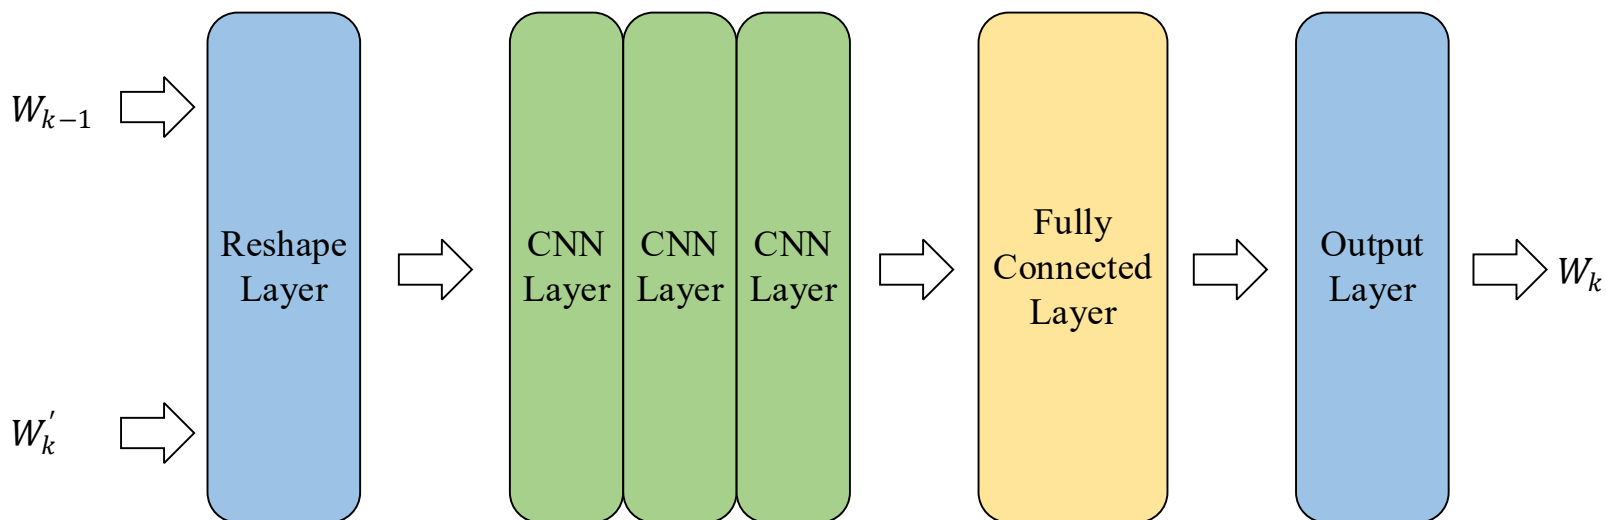 W_{k-1}
W_k^{'}
Reshape
Layer
CNN
Layer
CNN
Layer
CNN
Layer
Fully
Connected
Layer
Output
Layer
W_k